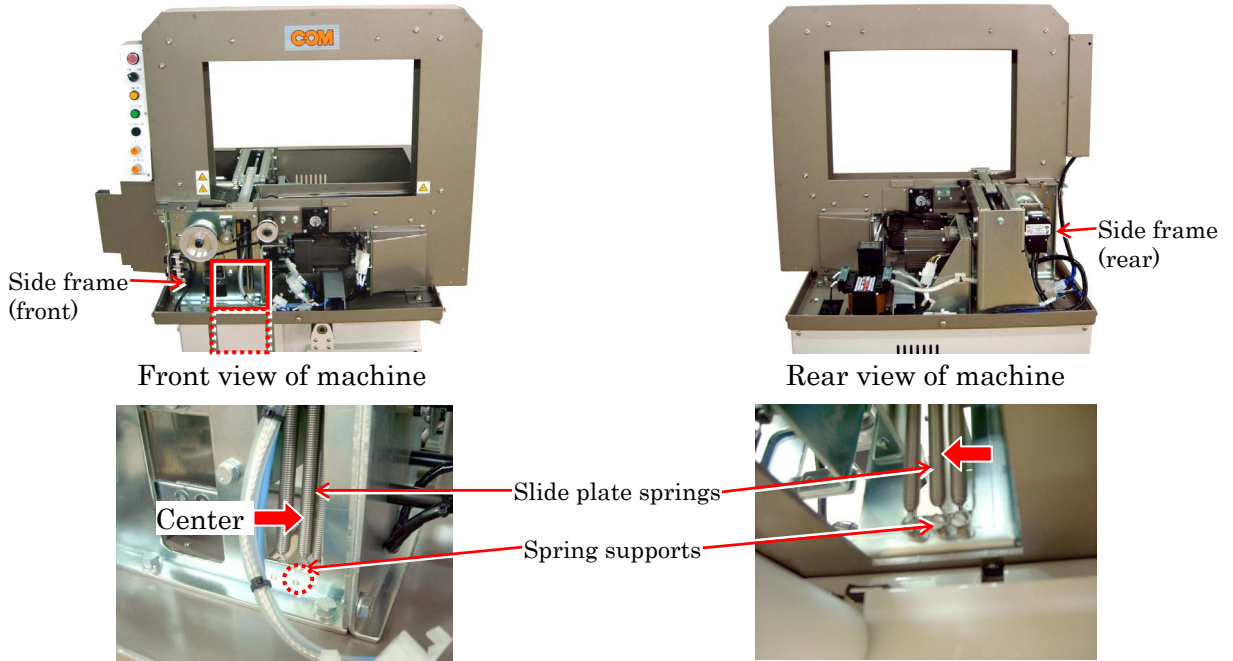 COM
Side frame
(front)
Side frame
(rear)
Front view of machine
Rear view of machine
Center
Slide plate springs
Spring supports